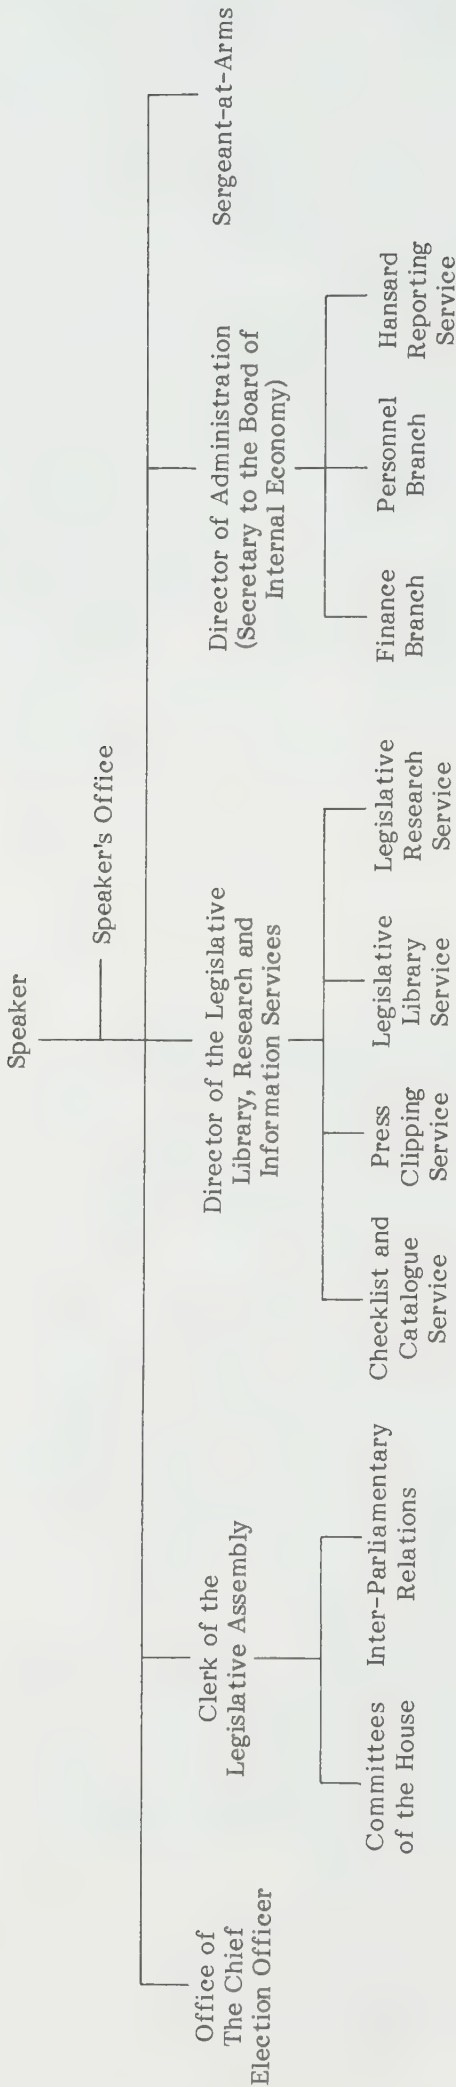 Speaker
Speaker's Office
Office of
The Chief
Election Officer
Clerk of the
Legislative Assembly
Committees
of the House
Inter-Parliamentary
Relations
Director of the Legislative
Library, Research and
Information Services
Checklist and
Catalogue
Service
Press
Clipping
Service
Legislative
Library
Service
Legislative
Research
Service
Director of Administration
(Secretary to the Board of
Internal Economy)
Finance
Branch
Personnel
Branch
Hansard
Reporting
Service
Sergeant-at-Arms